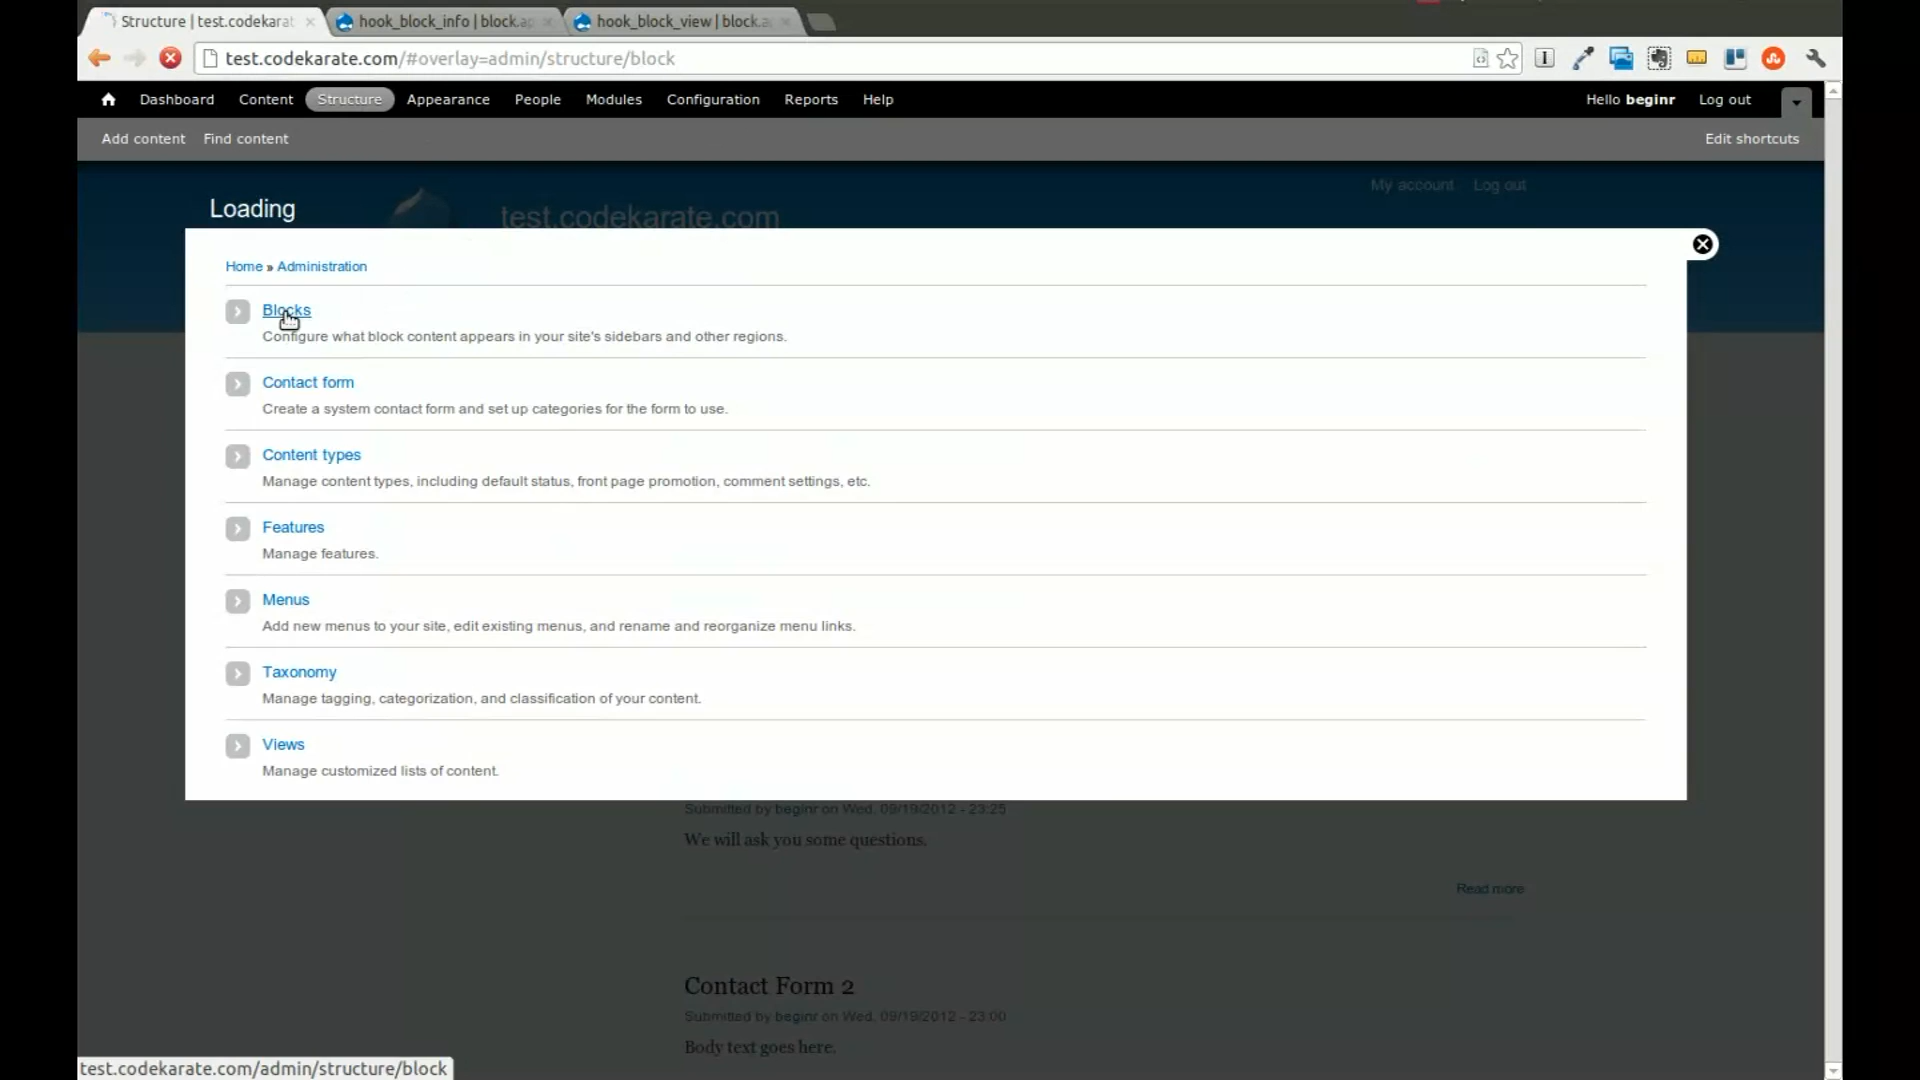 Structure | test.codekarat
hook_block_info | block.ap
hook_block_view | block.a
test.codekarate.com/#overlay=admin/structure/block
Dashboard Content Structure Appearance People Modules Configuration Reports Help Hello beginr Log out
Add content Find content Edit shortcuts
My account Log out
Loading
test.codekarate.com
Home » Administration
Blocks
Configure what block content appears in your site's sidebars and other regions.
Contact form
Create a system contact form and set up categories for the form to use.
Content types
Manage content types, including default status, front page promotion, comment settings, etc.
Features
Manage features.
Menus
Add new menus to your site, edit existing menus, and rename and reorganize menu links.
Taxonomy
Manage tagging, categorization, and classification of your content.
Views
Manage customized lists of content.
Submitted by beginr on Wed, 09/19/2012 - 23:25
We will ask you some questions.
Read more
Contact Form 2
Submitted by beginr on Wed, 09/19/2012 - 23:00
Body text goes here.
test.codekarate.com/admin/structure/block